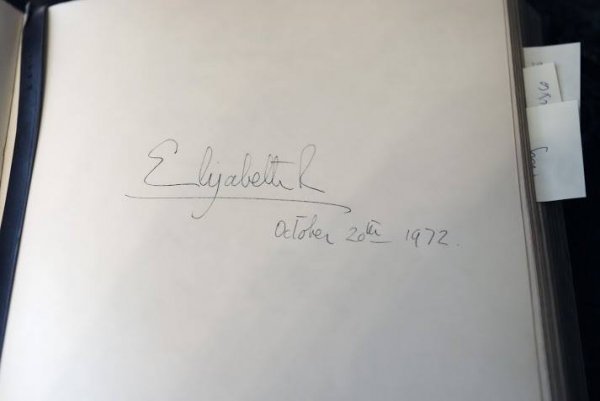 Elizabeth R
October 20th 1972.